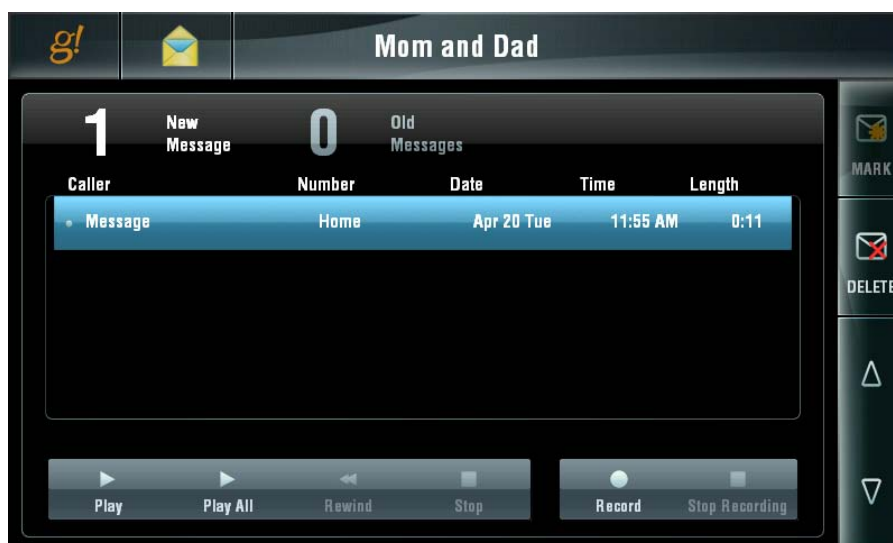 g!
Mom and Dad
1 New Message 0 Old Messages
Caller Number Date Time Length
Message Home Apr 20 Tue 11:55 AM 0:11
Play Play All Rewind Stop Record Stop Recording
MARK
DELETE